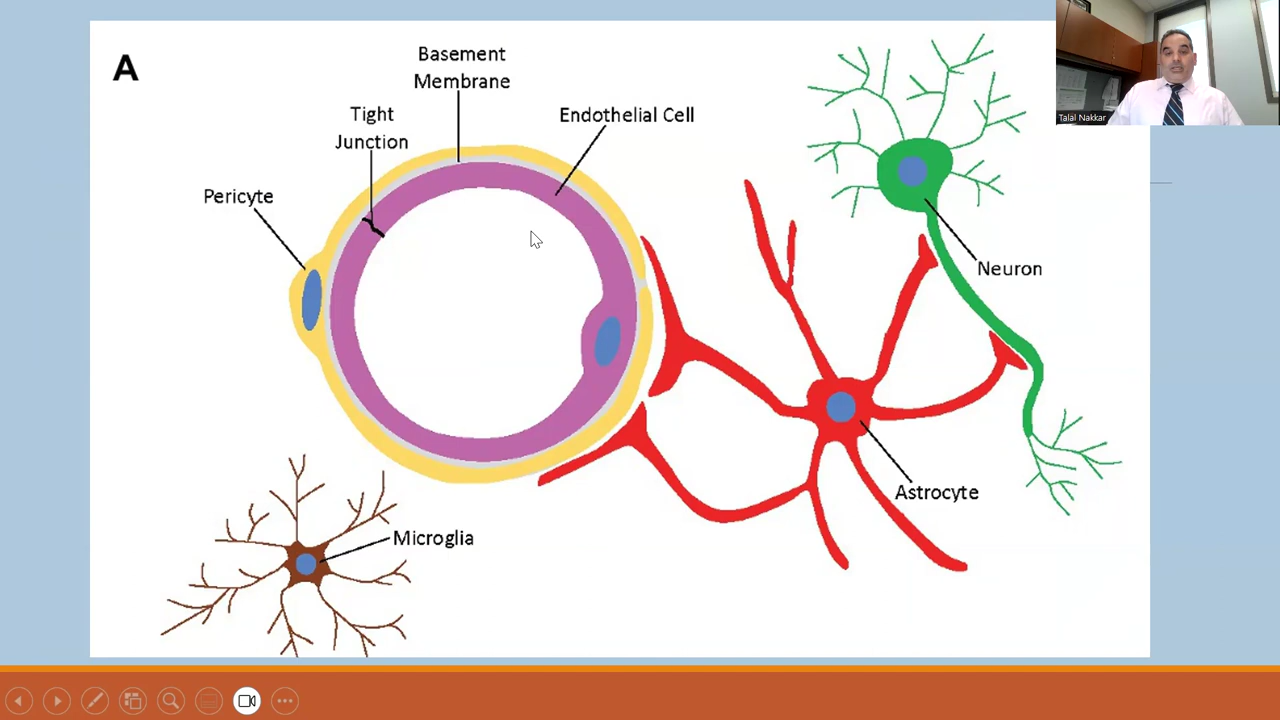 A
Basement
Membrane
Tight
Junction
Endothelial Cell
Pericyte
Talal Nakkar
Neuron
Astrocyte
Microglia